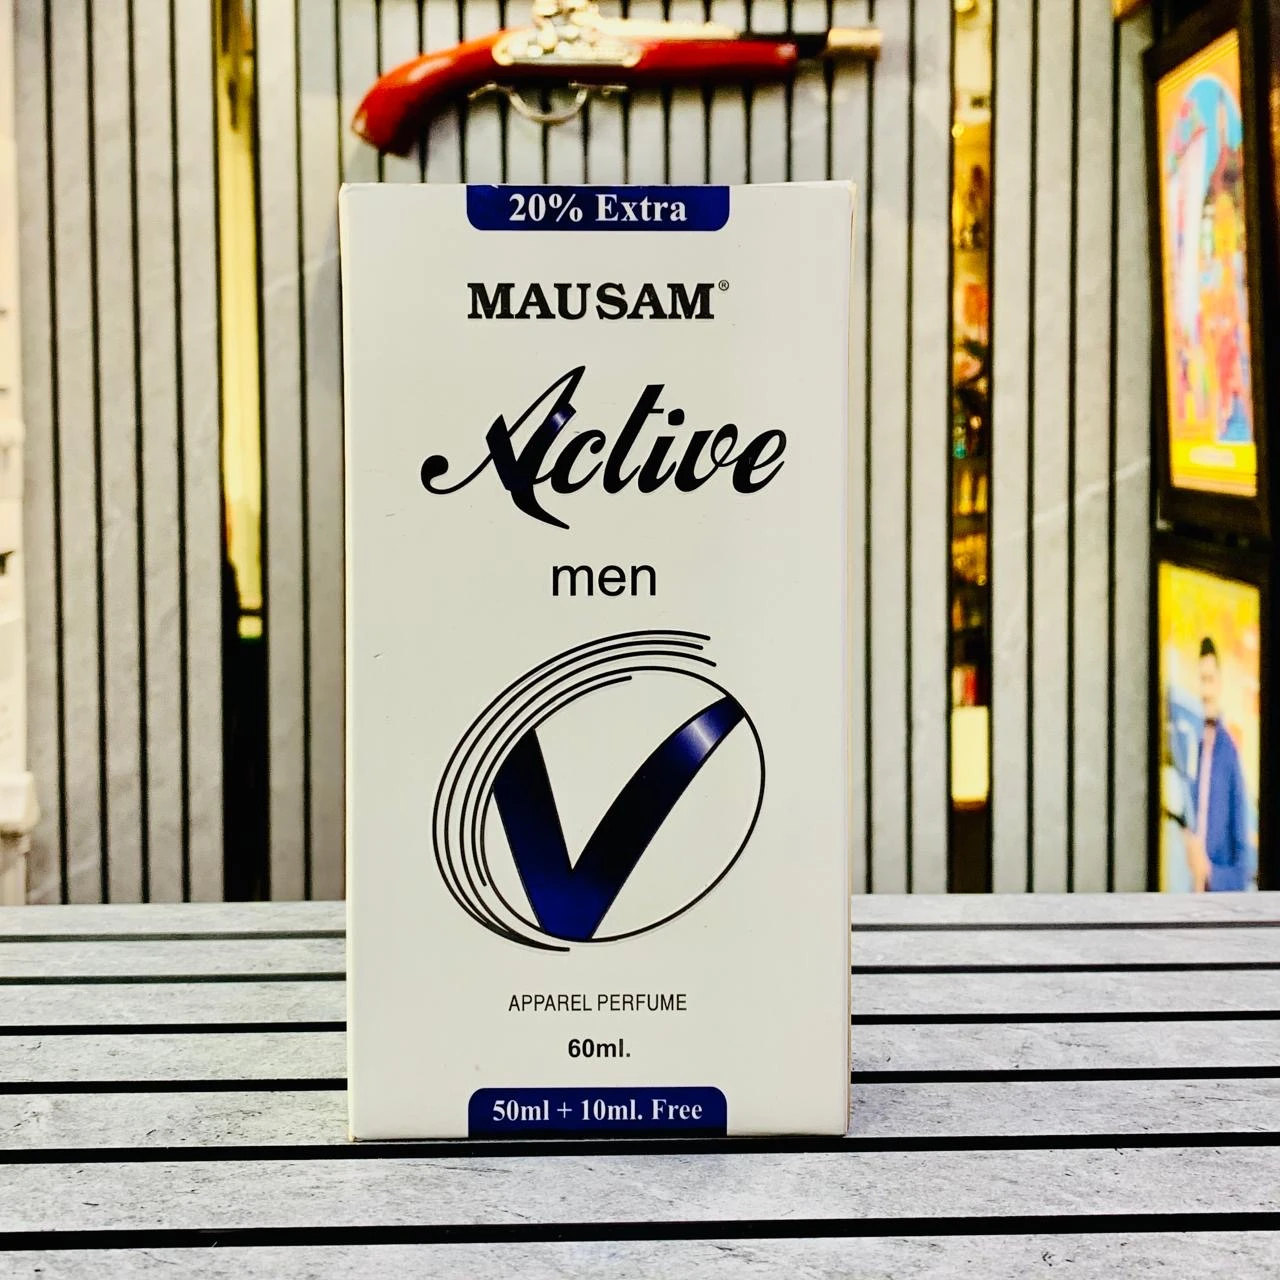 20% Extra
MAUSAM®
Active
men
APPAREL PERFUME
60ml.
50ml + 10ml. Free